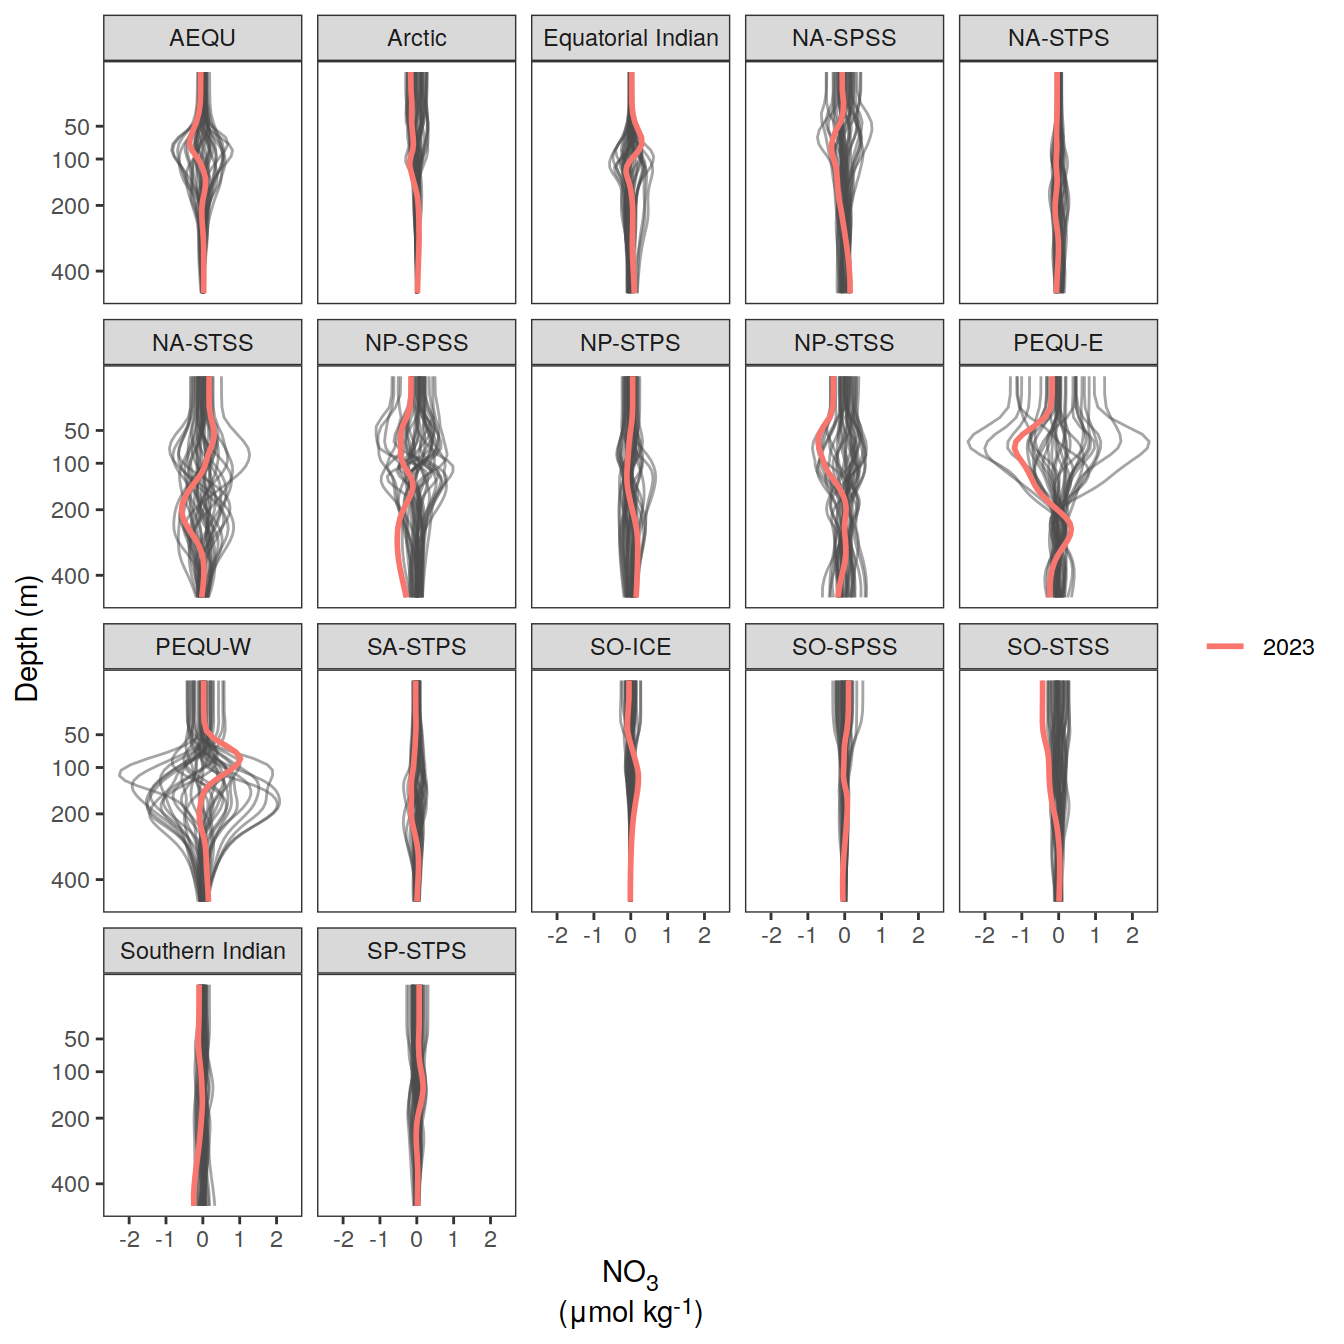 AEQU Arctic Equatorial Indian NA-SPSS NA-STPS
50
100
200
400
NA-STSS NP-SPSS NP-STPS NP-STSS PEQU-E
50
100
200
400
Depth (m)
PEQU-W SA-STPS SO-ICE SO-SPSS SO-STSS
2023
50
100
200
400
-2 -1 0 1 2 -2 -1 0 1 2 -2 -1 0 1 2
Southern Indian SP-STPS
50
100
200
400
-2 -1 0 1 2 -2 -1 0 1 2
NO₃
(µmol kg⁻¹)